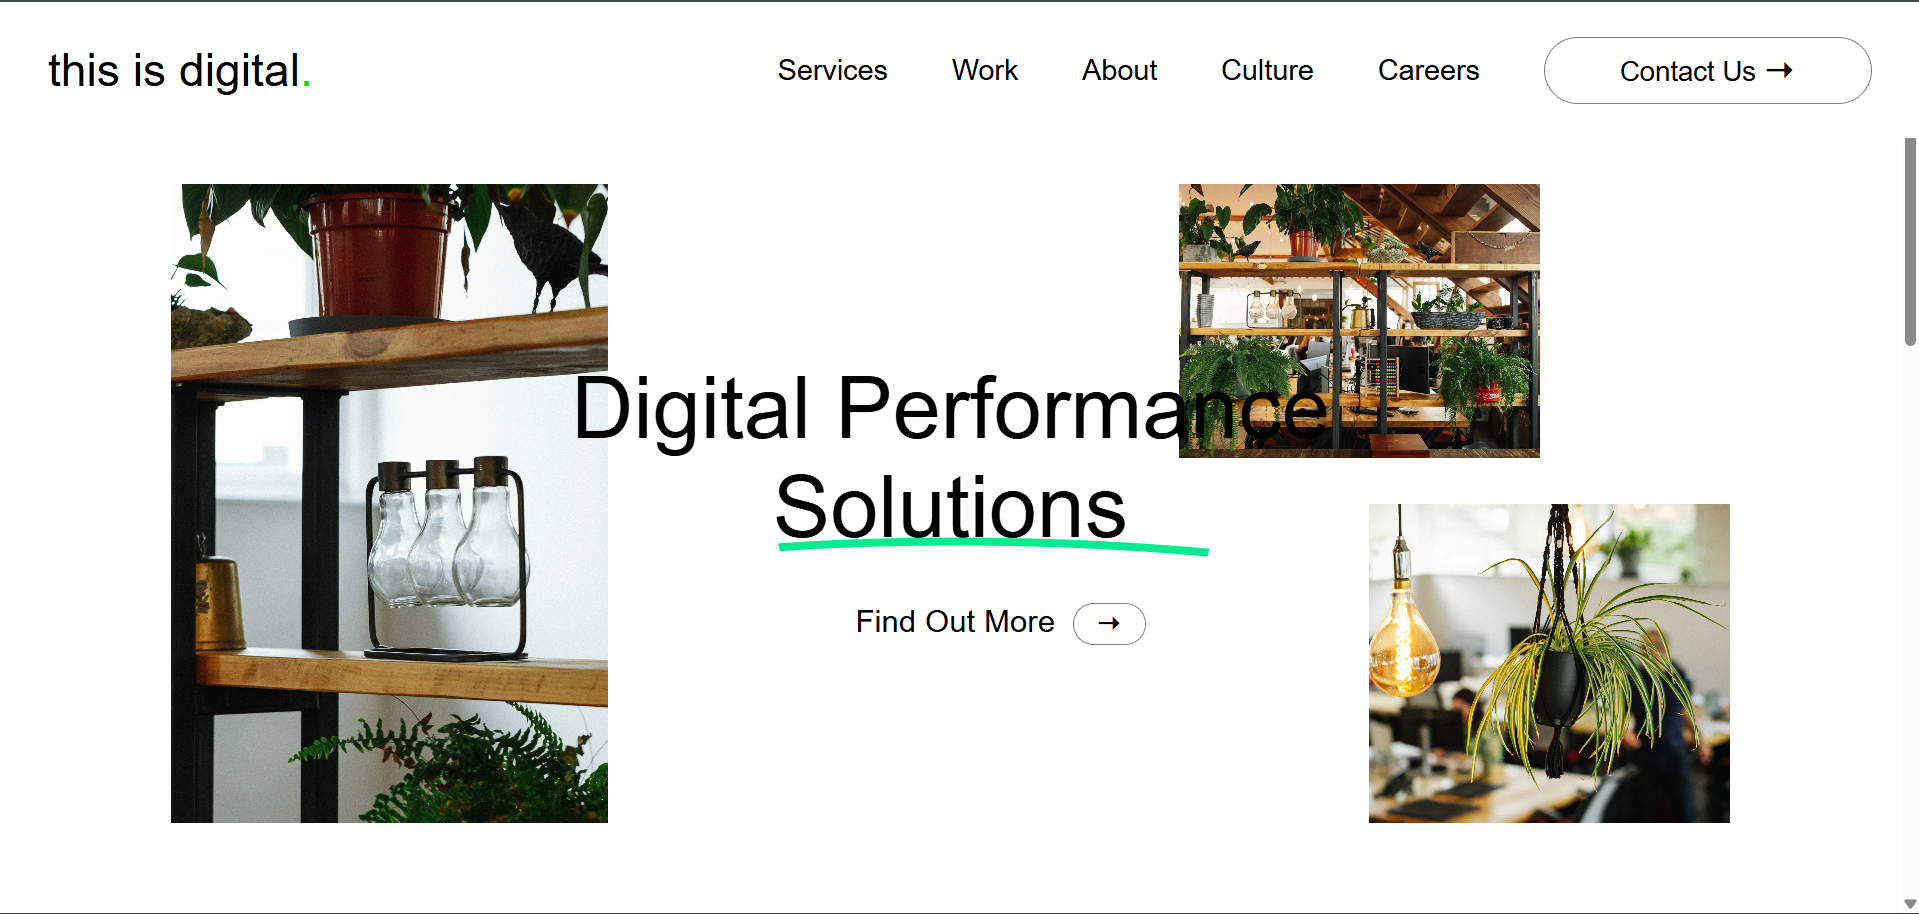 this is digital.
Services Work About Culture Careers Contact Us →
Digital Performance
Solutions
Find Out More →